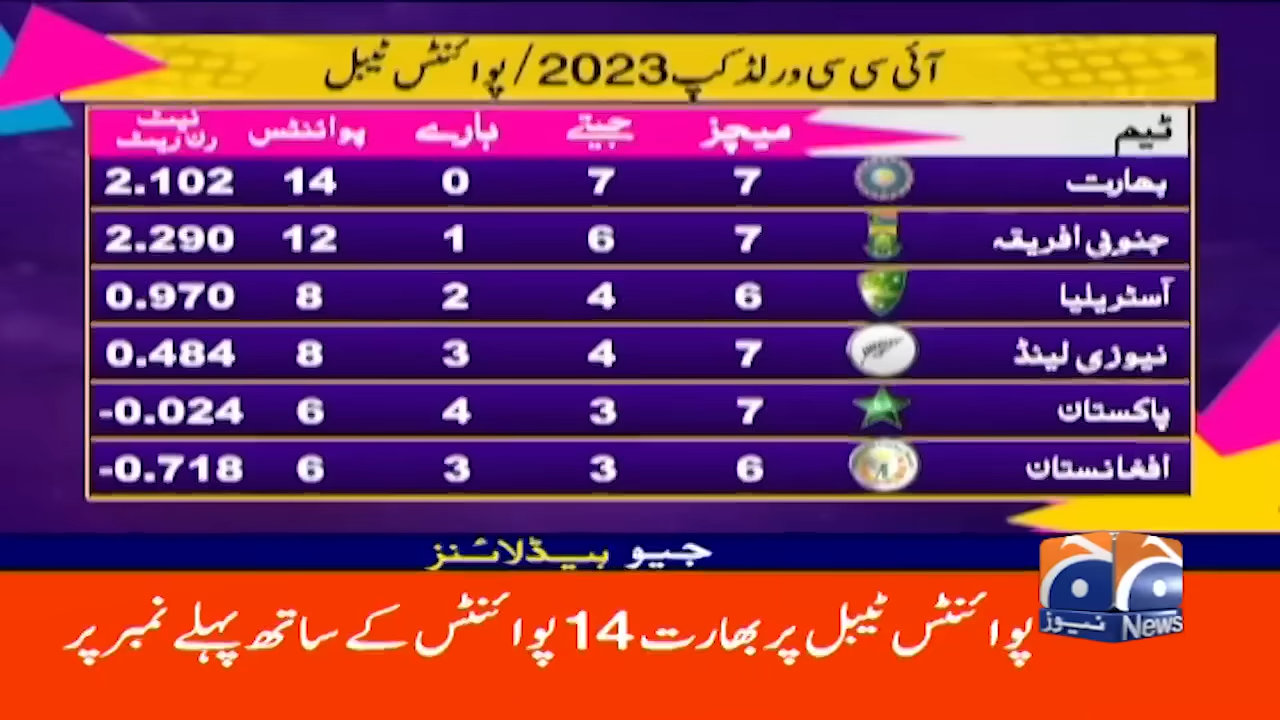 آئی سی سی ورلڈ کپ 2023/پوائنٹس ٹیبل
ٹیم میچز جیتے ہارے پوائنٹس نیٹ رن ریٹ
بھارت 7 7 0 14 2.102
جنوبی افریقہ 7 6 1 12 2.290
آسٹریلیا 6 4 2 8 0.970
نیوزی لینڈ 7 4 3 8 0.484
پاکستان 7 3 4 6 -0.024
افغانستان 6 3 3 6 -0.718
جیو ہیڈلائنز
پوائنٹس ٹیبل پر بھارت 14 پوائنٹس کے ساتھ پہلے نمبر پر
نیوز News